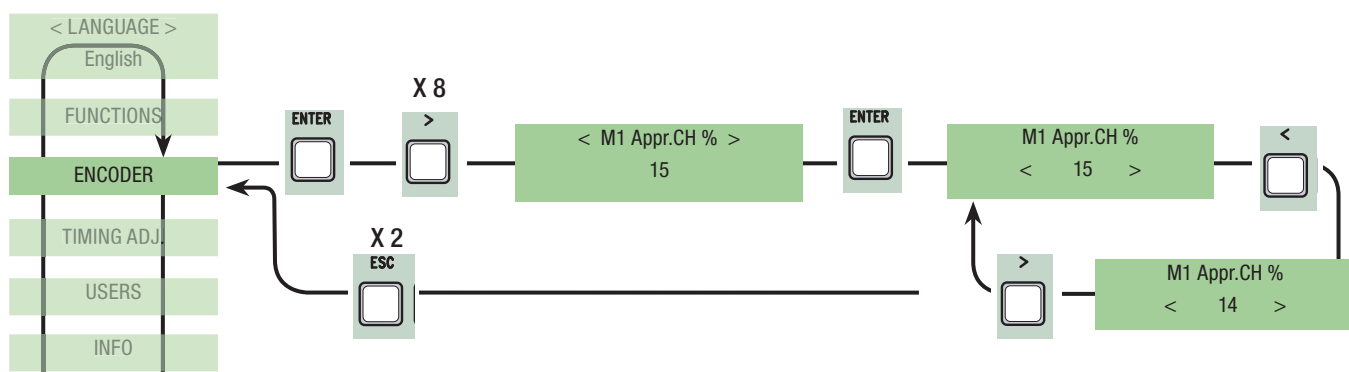 < LANGUAGE >
English
FUNCTIONS
ENCODER
TIMING ADJ.
USERS
INFO
ENTER
X 8
>
< M1 Appr.CH % >
15
ENTER
M1 Appr.CH %
< 15 >
<
X 2
ESC
>
M1 Appr.CH %
< 14 >